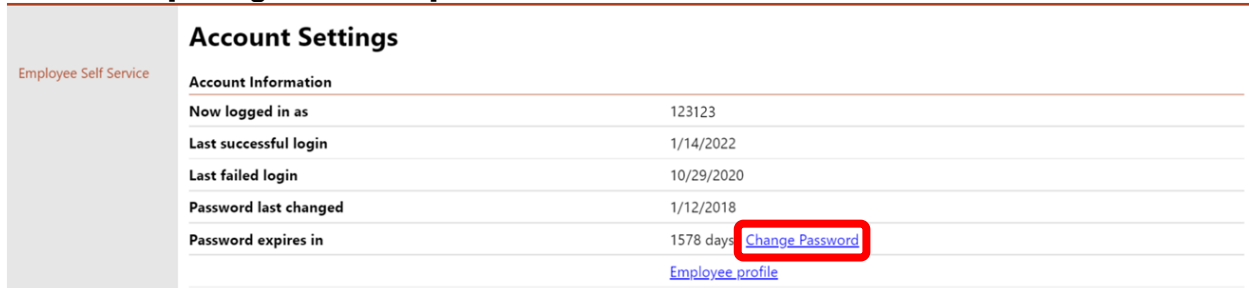 Account Settings
Employee Self Service
Account Information
Now logged in as 123123
Last successful login 1/14/2022
Last failed login 10/29/2020
Password last changed 1/12/2018
Password expires in 1578 days Change Password
Employee profile